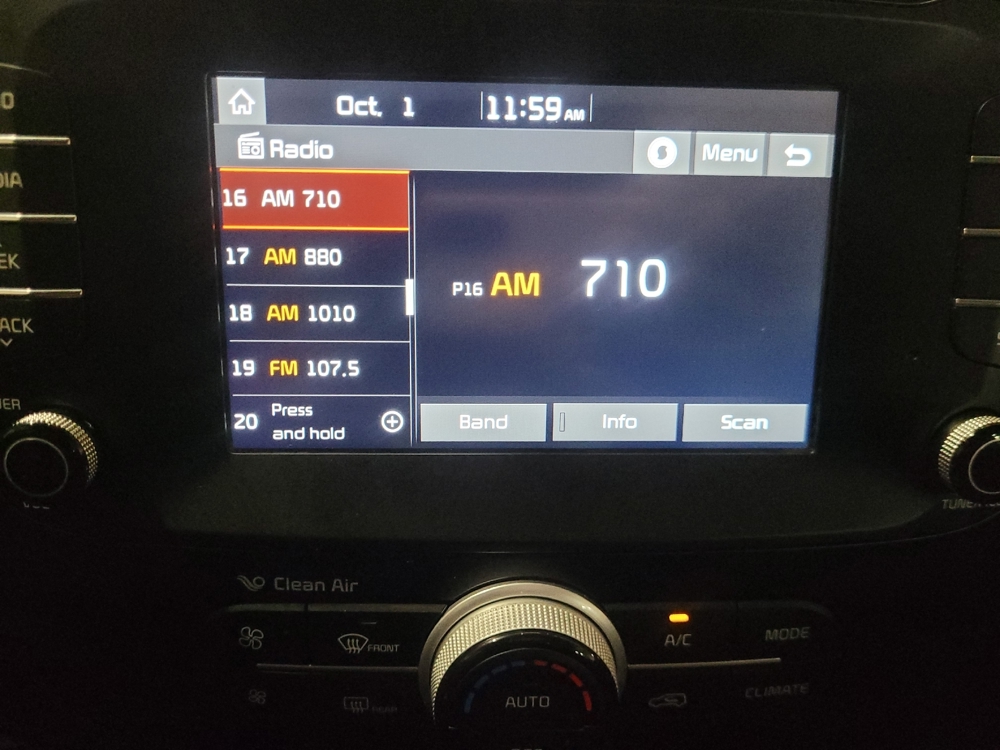 Oct. 1 11:59 AM
Radio
Menu
16 AM 710
17 AM 880
18 AM 1010
19 FM 107.5
20 Press and hold
P16 AM 710
Band Info Scan
Clean Air
FRONT
A/C
MODE
AUTO
CLIMATE